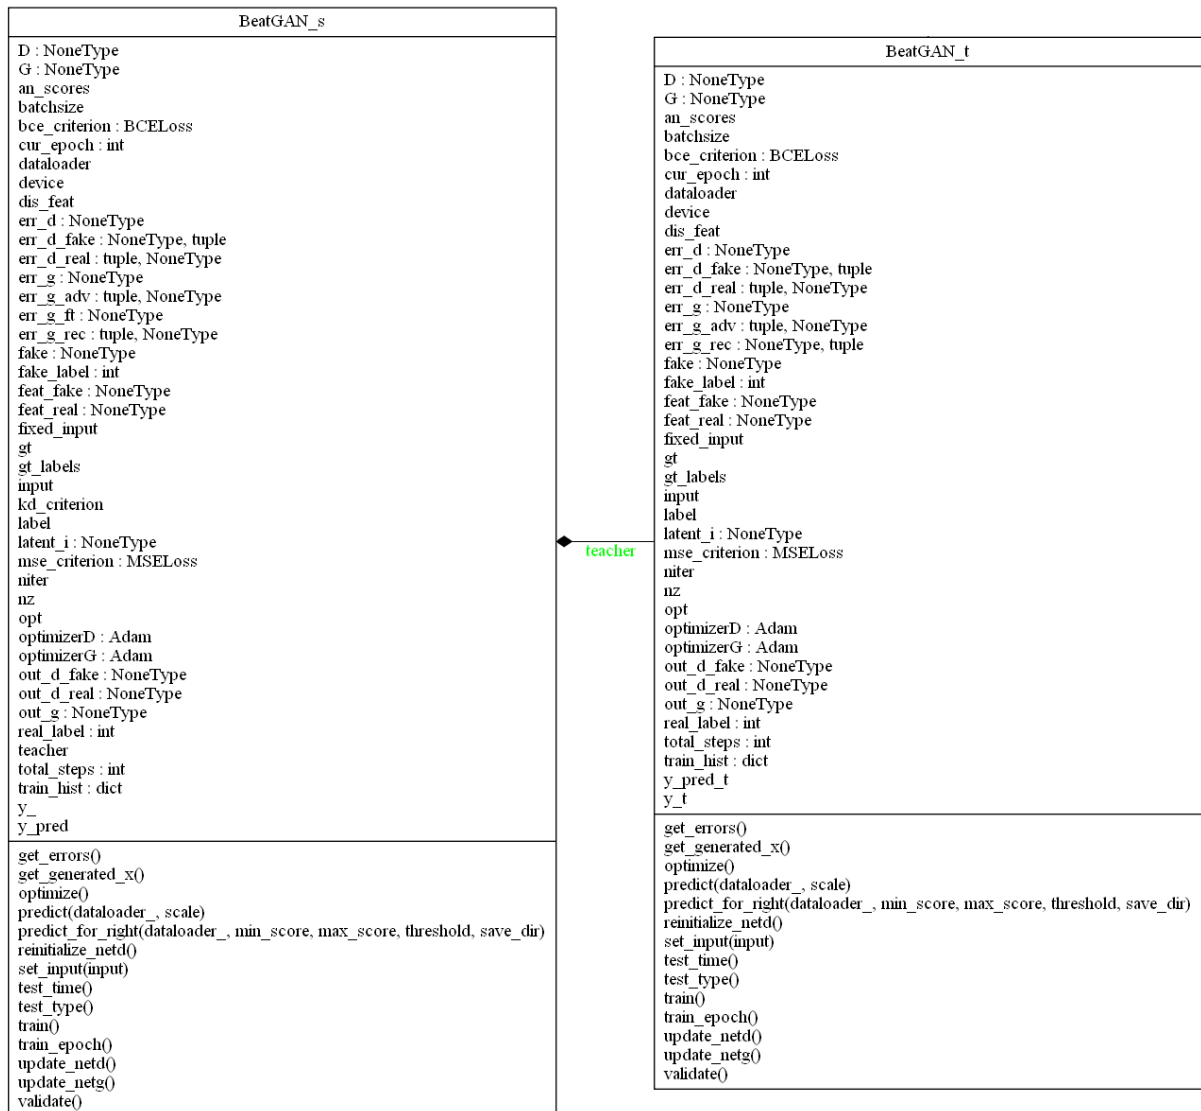 BeatGAN_s
D : NoneType
G : NoneType
an_scores
batchsize
bce_criterion : BCELoss
cur_epoch : int
dataloader
device
dis_feat
err_d : NoneType
err_d_fake : NoneType, tuple
err_d_real : tuple, NoneType
err_g : NoneType
err_g_adv : tuple, NoneType
err_g_ft : NoneType
err_g_rec : tuple, NoneType
fake : NoneType
fake_label : int
feat_fake : NoneType
feat_real : NoneType
fixed_input
gt
gt_labels
input
kd_criterion
label
latent_i : NoneType
mse_criterion : MSELoss
niter
nz
opt
optimizerD : Adam
optimizerG : Adam
out_d_fake : NoneType
out_d_real : NoneType
out_g : NoneType
real_label : int
teacher
total_steps : int
train_hist : dict
y_
y_pred
get_errors()
get_generated_x()
optimize()
predict(dataloader_, scale)
predict_for_right(dataloader_, min_score, max_score, threshold, save_dir)
reinitialize_netd()
set_input(input)
test_time()
test_type()
train()
train_epoch()
update_netd()
update_netg()
validate()
teacher
BeatGAN_t
D : NoneType
G : NoneType
an_scores
batchsize
bce_criterion : BCELoss
cur_epoch : int
dataloader
device
dis_feat
err_d : NoneType
err_d_fake : NoneType, tuple
err_d_real : tuple, NoneType
err_g : NoneType
err_g_adv : tuple, NoneType
err_g_rec : NoneType, tuple
fake : NoneType
fake_label : int
feat_fake : NoneType
feat_real : NoneType
fixed_input
gt
gt_labels
input
label
latent_i : NoneType
mse_criterion : MSELoss
niter
nz
opt
optimizerD : Adam
optimizerG : Adam
out_d_fake : NoneType
out_d_real : NoneType
out_g : NoneType
real_label : int
total_steps : int
train_hist : dict
y_pred_t
y_t
get_errors()
get_generated_x()
optimize()
predict(dataloader_, scale)
predict_for_right(dataloader_, min_score, max_score, threshold, save_dir)
reinitialize_netd()
set_input(input)
test_time()
test_type()
train()
train_epoch()
update_netd()
update_netg()
validate()